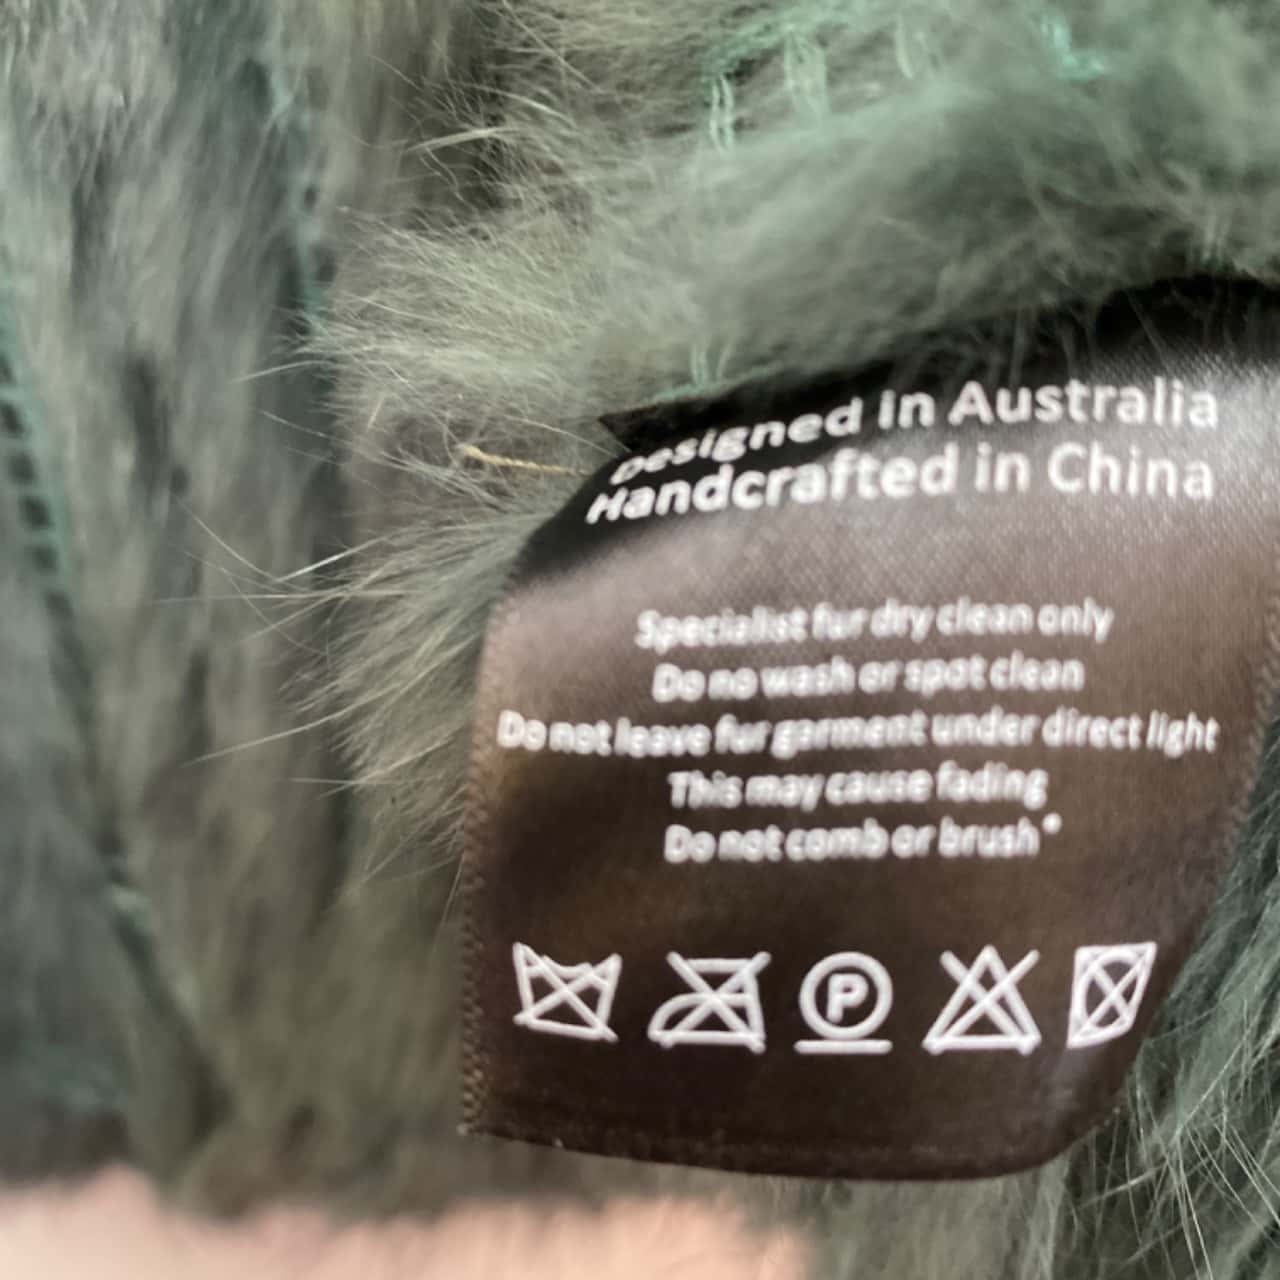 Designed in Australia
Handcrafted in China
Specialist fur dry clean only
Do no wash or spot clean
Do not leave fur garment under direct light
This may cause fading
Do not comb or brush*
P